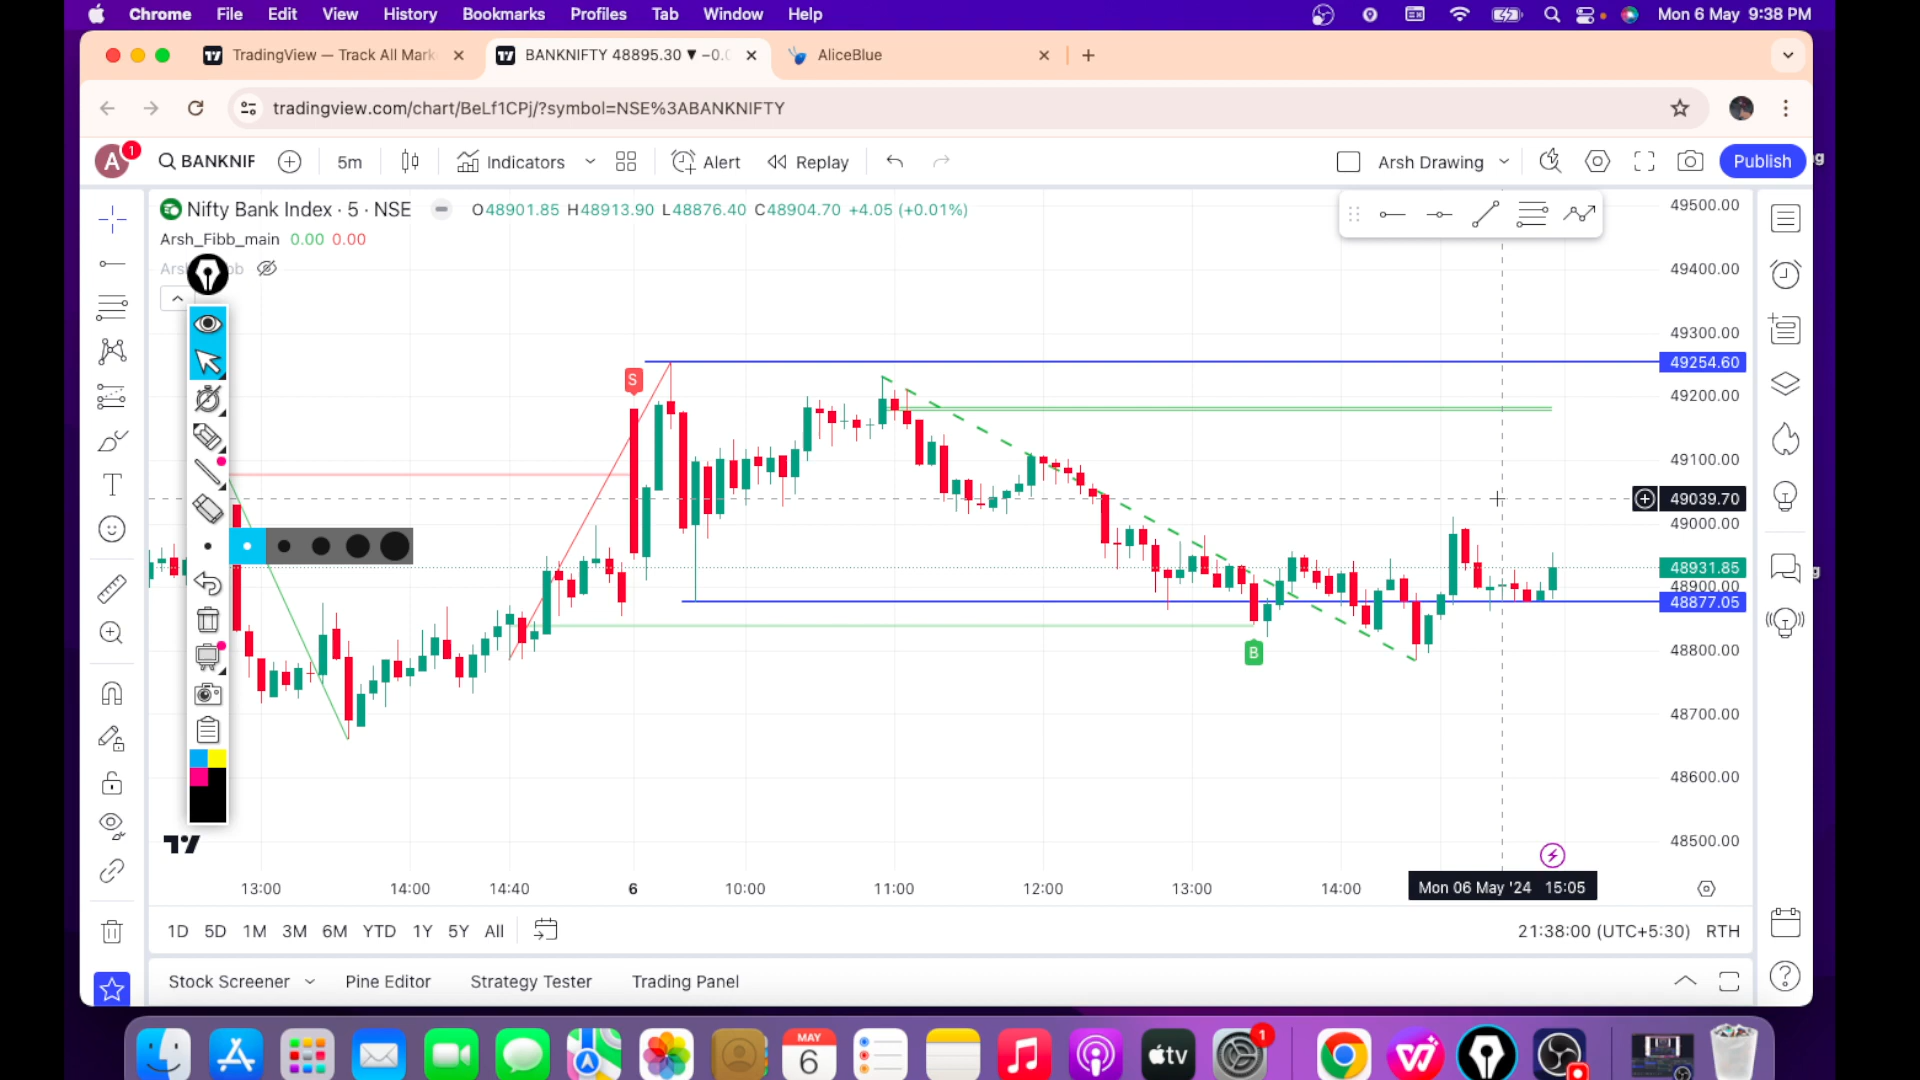 Chrome File Edit View History Bookmarks Profiles Tab Window Help Mon 6 May 9:38 PM
TradingView — Track All Mark BANKNIFTY 48895.30 ▼ −0.0 AliceBlue
tradingview.com/chart/BeLf1CPj/?symbol=NSE%3ABANKNIFTY
A 1 BANKNIF 5m Indicators Alert Replay Arsh Drawing Publish
Nifty Bank Index · 5 · NSE O48901.85 H48913.90 L48876.40 C48904.70 +4.05 (+0.01%)
Arsh_Fibb_main 0.00 0.00
49500.00
49400.00
49300.00
49254.60
49200.00
49100.00
49039.70
49000.00
48931.85
48900.00
48877.05
48800.00
48700.00
48600.00
48500.00
S
B
13:00 14:00 14:40 6 10:00 11:00 12:00 13:00 14:00 Mon 06 May '24 15:05
1D 5D 1M 3M 6M YTD 1Y 5Y All 21:38:00 (UTC+5:30) RTH
Stock Screener Pine Editor Strategy Tester Trading Panel
MAY
6
tv
1